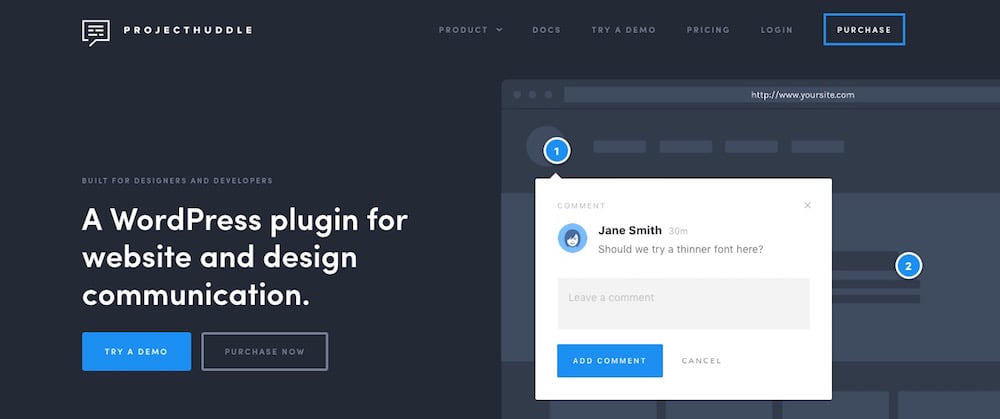 PROJECTHUDDLE
PRODUCT DOCS TRY A DEMO PRICING LOGIN PURCHASE
http://www.yoursite.com
1
BUILT FOR DESIGNERS AND DEVELOPERS
A WordPress plugin for
website and design
communication.
TRY A DEMO PURCHASE NOW
COMMENT
Jane Smith 30m
Should we try a thinner font here?
Leave a comment
ADD COMMENT CANCEL
2